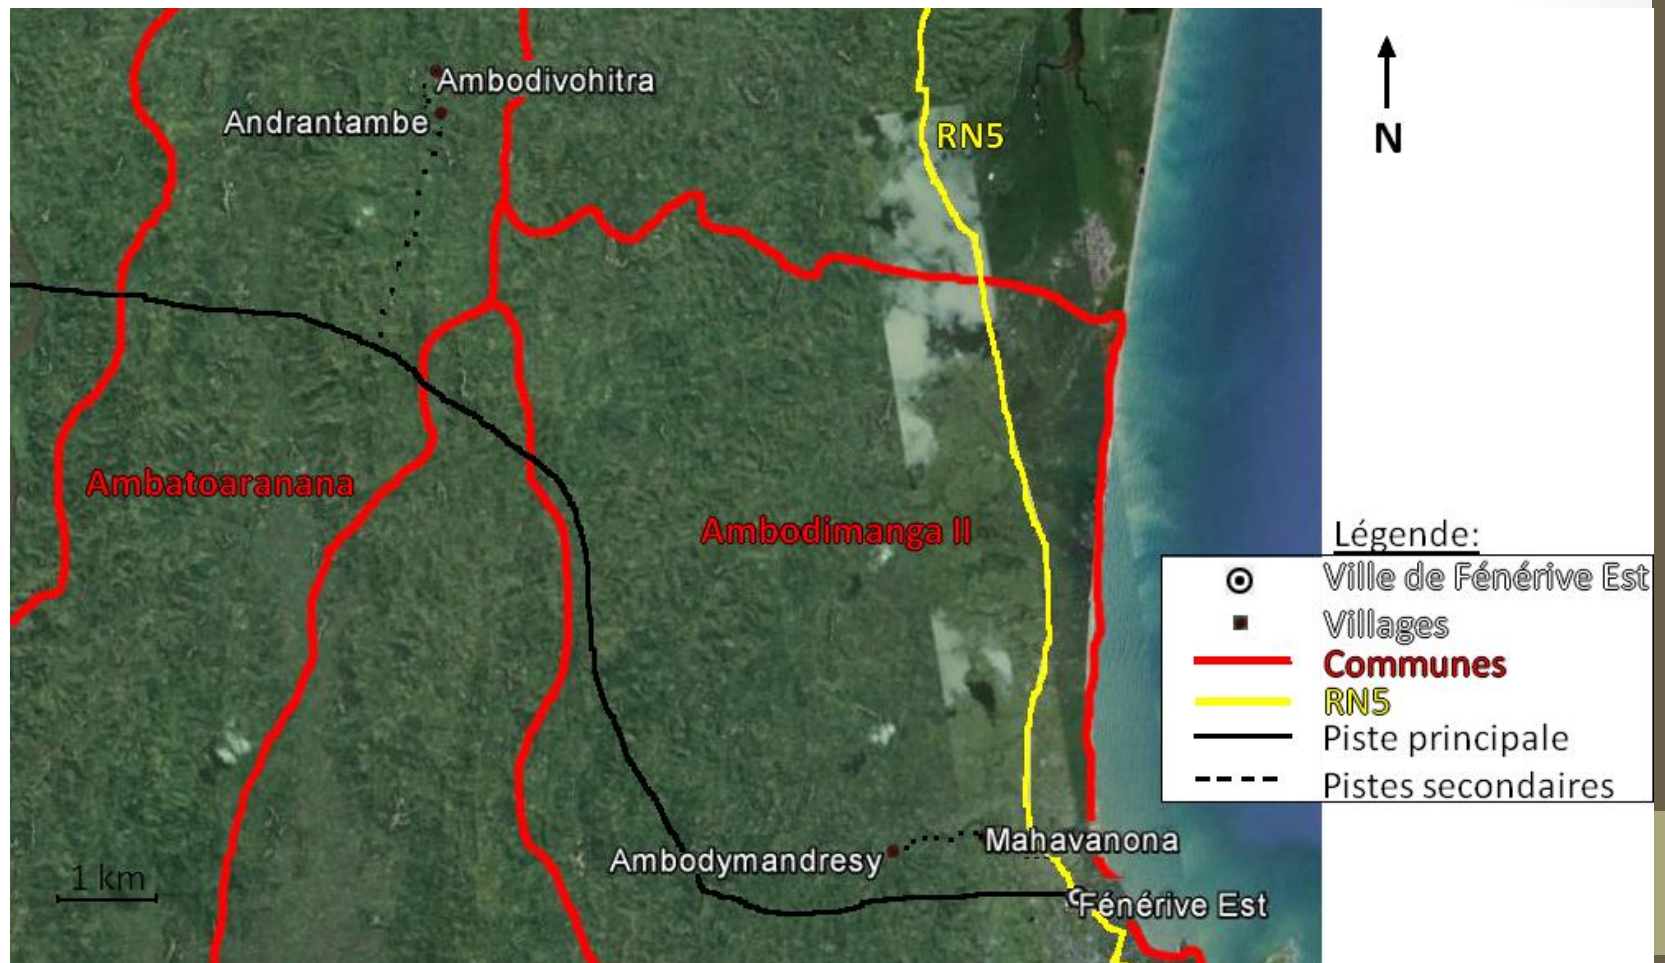 Ambodivohitra
Andrantambe
RN5
N
Ambatoaranana
Ambodimanga II
Légende:
Ville de Fénérive Est
Villages
Communes
RN5
Piste principale
Pistes secondaires
Mahavanona
Ambodymandresy
1 km
Fénérive Est